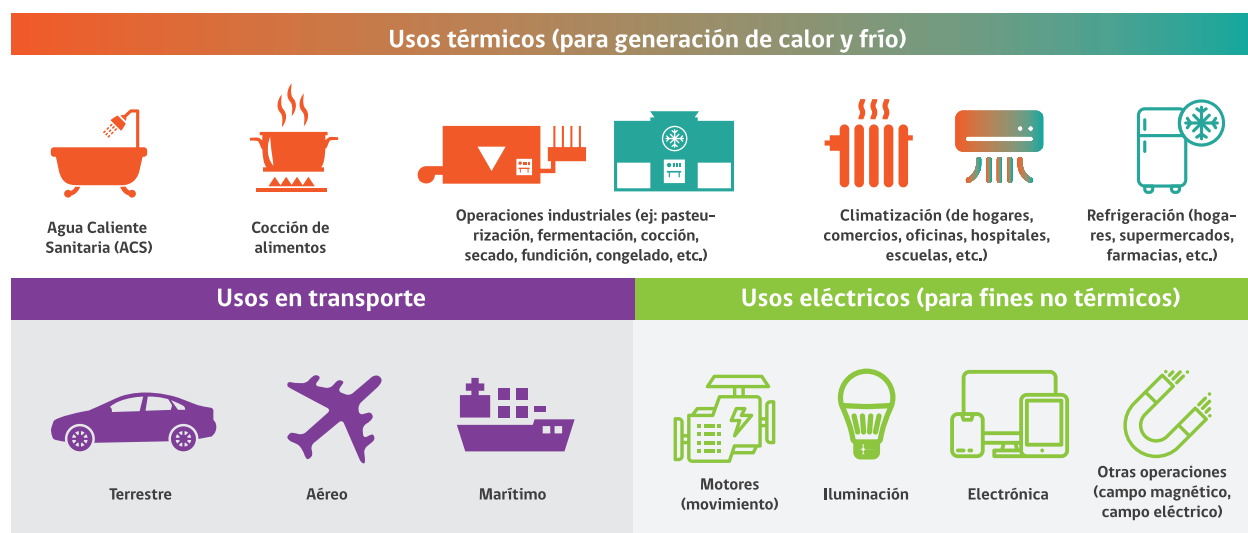 Usos térmicos (para generación de calor y frío)
Agua Caliente
Sanitaria (ACS)
Cocción de
alimentos
Operaciones industriales (ej: pasteu-
rización, fermentación, cocción,
secado, fundición, congelado, etc.)
Climatización (de hogares,
comercios, oficinas, hospitales,
escuelas, etc.)
Refrigeración (hoga-
res, supermercados,
farmacias, etc.)
Usos en transporte
Terrestre
Aéreo
Marítimo
Usos eléctricos (para fines no térmicos)
Motores
(movimiento)
Iluminación
Electrónica
Otras operaciones
(campo magnético,
campo eléctrico)